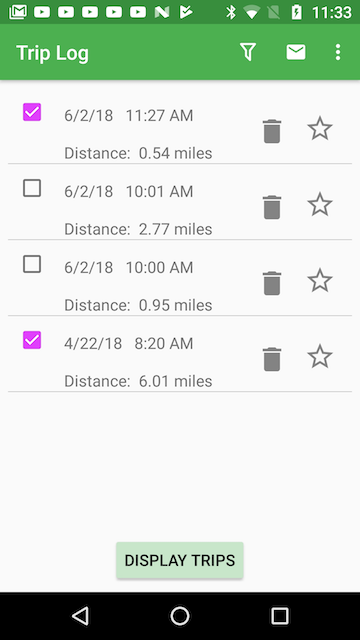 11:33
Trip Log
6/2/18 11:27 AM
Distance: 0.54 miles
6/2/18 10:01 AM
Distance: 2.77 miles
6/2/18 10:00 AM
Distance: 0.95 miles
4/22/18 8:20 AM
Distance: 6.01 miles
DISPLAY TRIPS